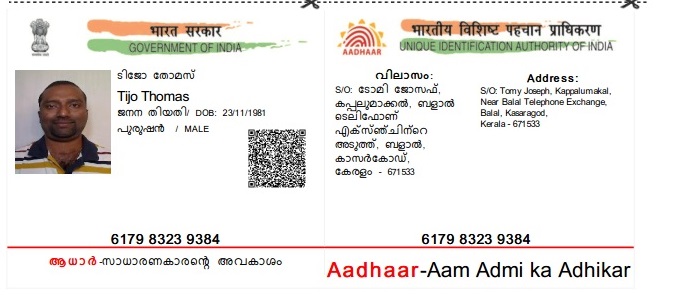 भारत सरकार
GOVERNMENT OF INDIA
ടിജോ തോമസ്
Tijo Thomas
ജനന തിയതി/ DOB: 23/11/1981
പുരുഷൻ / MALE
6179 8323 9384
ആധാർ-സാധാരണകാരന്റെ അവകാശം
भारतीय विशिष्ट पहचान प्राधिकरण
UNIQUE IDENTIFICATION AUTHORITY OF INDIA
AADHAAR
വിലാസം:
S/O: ടോമി ജോസഫ്,
കപ്പലുമാക്കൽ, ബളാൽ
ടെലിഫോണ്
എക്സ്ഞ്ചിന്റെ
അടുത്ത്, ബളാൽ,
കാസർകോട്,
കേരളം - 671533
Address:
S/O: Tomy Joseph, Kappalumakal,
Near Balal Telephone Exchange,
Balal, Kasaragod,
Kerala - 671533
6179 8323 9384
Aadhaar-Aam Admi ka Adhikar